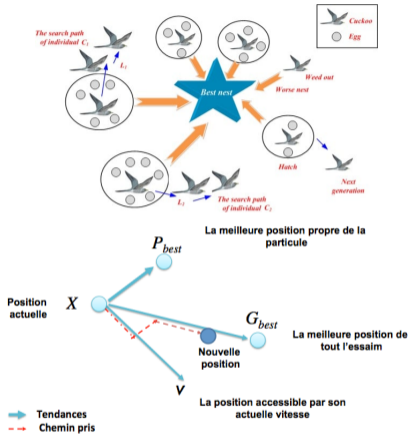 The search path
of individual C₁
L₁
Cuckoo
Egg
Weed out
Worse nest
Best nest
Hatch
Next
generation
L₂
The search path
of individual C₂
La meilleure position propre de la
particule
P best
Position
actuelle
X
G best
La meilleure position de
tout l'essaim
Nouvelle
position
V
La position accessible par son
actuelle vitesse
Tendances
Chemin pris